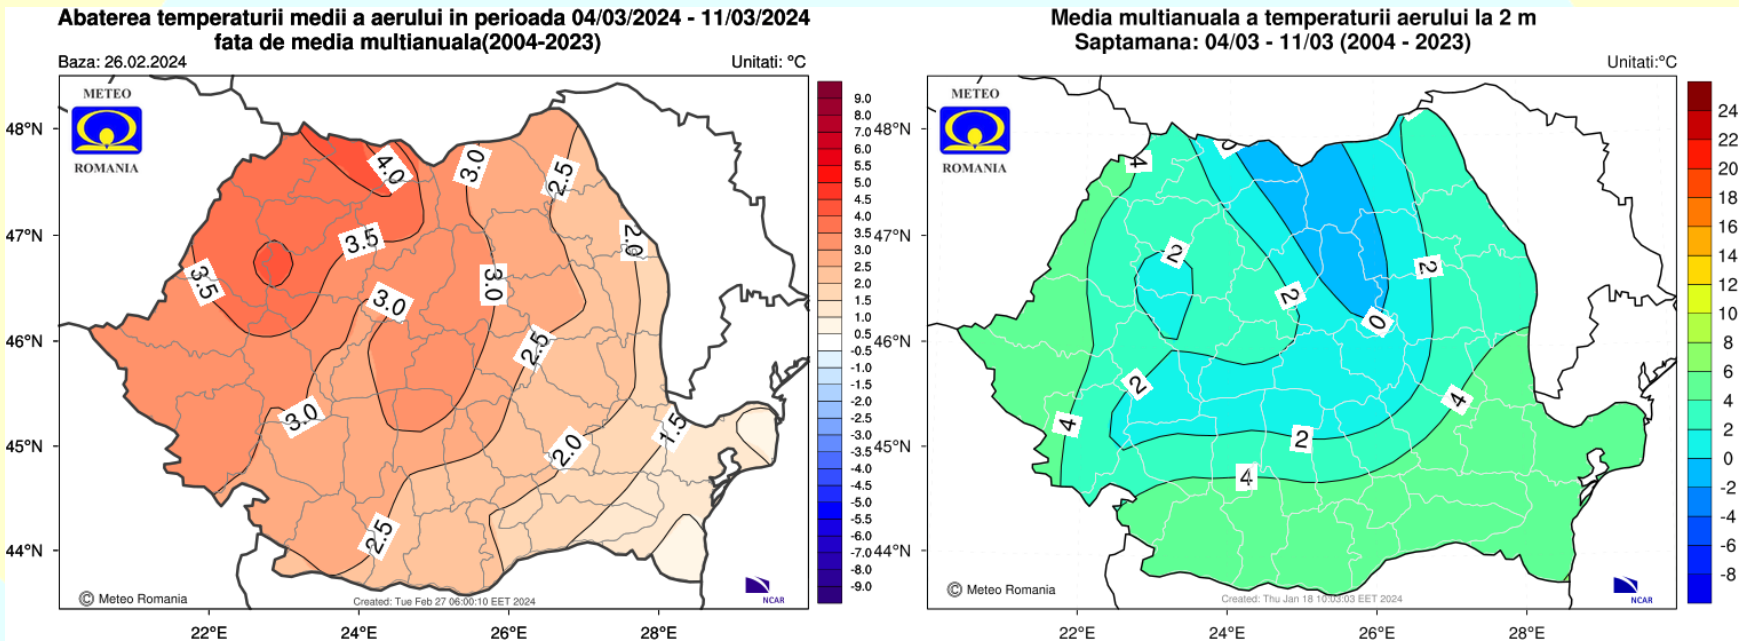 Abaterea temperaturii medii a aerului in perioada 04/03/2024 - 11/03/2024
fata de media multianuala(2004-2023)
Baza: 26.02.2024
Unitati: °C
METEO
ROMANIA
48°N
47°N
46°N
45°N
44°N
22°E
24°E
26°E
28°E
4.0
3.0
2.5
2.0
3.5
3.5
3.0
3.0
2.5
3.0
2.0
1.5
2.5
9.0
8.0
7.0
6.0
5.5
5.0
4.5
4.0
3.5
3.0
2.5
2.0
1.5
1.0
0.5
-0.5
-1.0
-1.5
-2.0
-2.5
-3.0
-3.5
-4.0
-4.5
-5.0
-5.5
-6.0
-7.0
-8.0
-9.0
© Meteo Romania
Created: Tue Feb 27 06:00:10 EET 2024
NCAR
Media multianuala a temperaturii aerului la 2 m
Saptamana: 04/03 - 11/03 (2004 - 2023)
Unitati:°C
METEO
ROMANIA
48°N
47°N
46°N
45°N
44°N
22°E
24°E
26°E
28°E
4
0
2
2
2
0
2
4
4
2
4
24
22
20
18
16
14
12
10
8
6
4
2
0
-2
-4
-6
-8
© Meteo Romania
Created: Thu Jan 18 10:03:03 EET 2024
NCAR